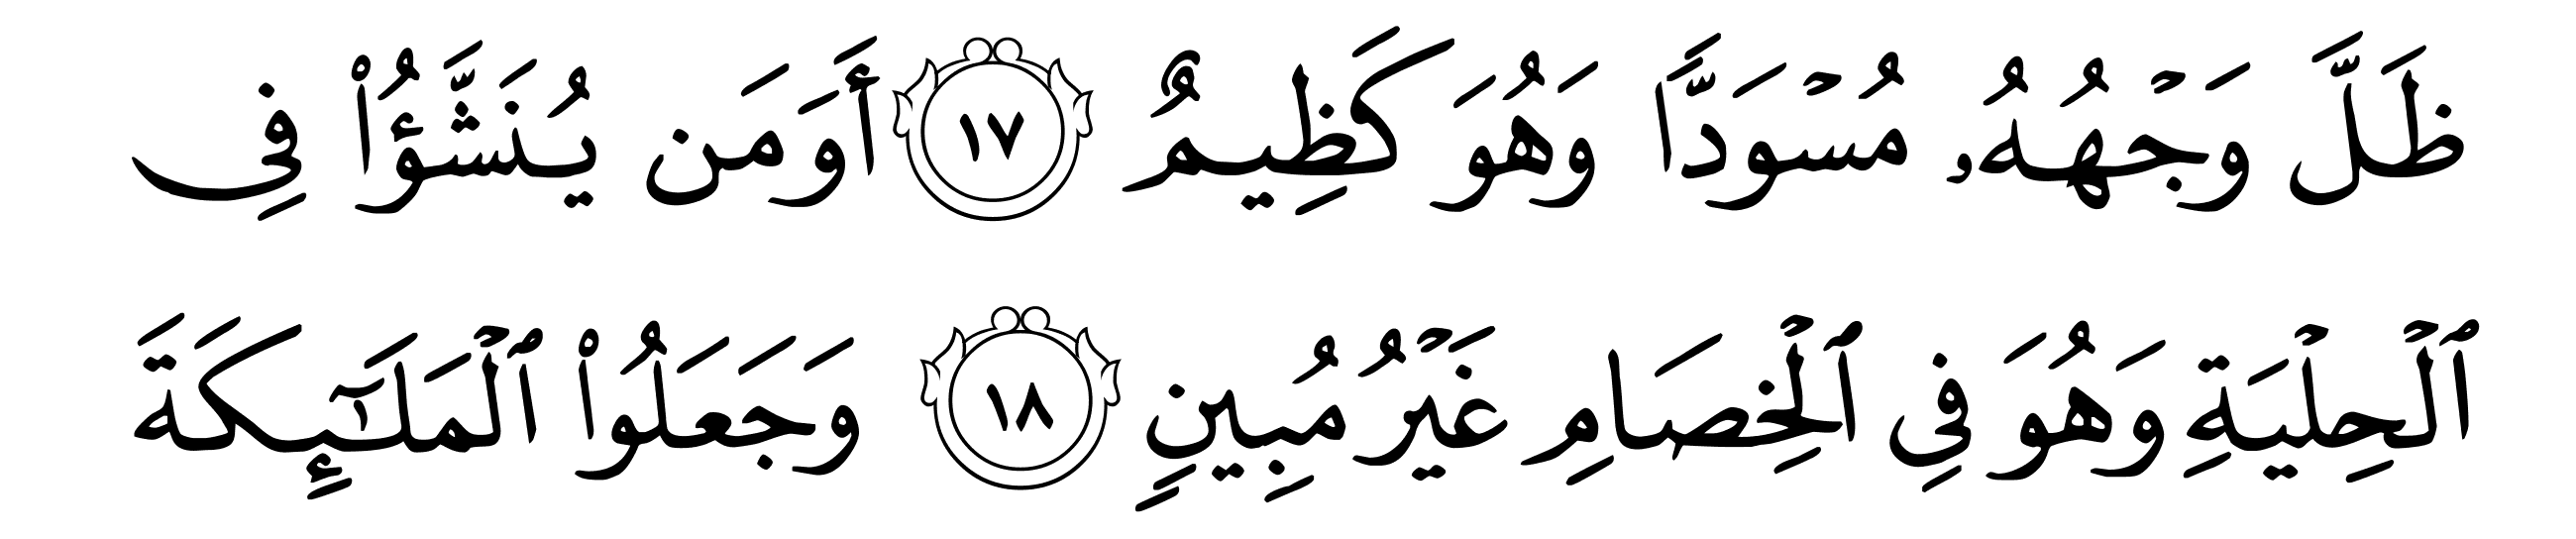 ظَلَّ وَجۡهُهُۥ مُسۡوَدّٗا وَهُوَ كَظِيمٌ ١٧ أَوَمَن يُنَشَّؤُاْ فِي
ٱلۡحِلۡيَةِ وَهُوَ فِي ٱلۡخِصَامِ غَيۡرُ مُبِينٖ ١٨ وَجَعَلُواْ ٱلۡمَلَٰٓئِكَةَ